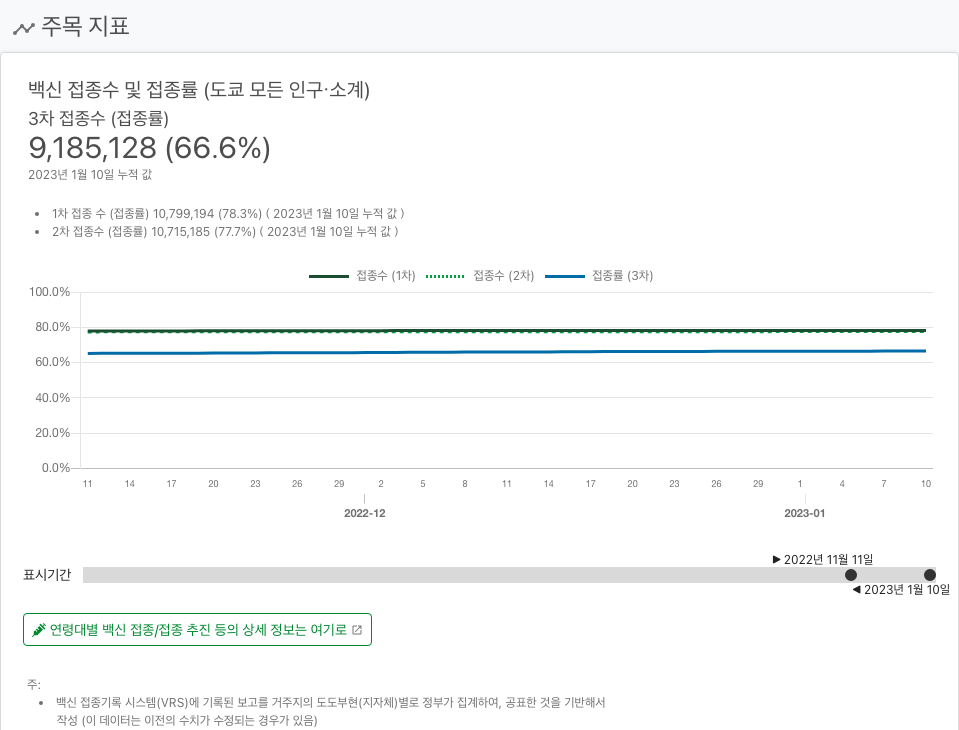 주목 지표
백신 접종수 및 접종률 (도쿄 모든 인구·소계)
3차 접종수 (접종률)
9,185,128 (66.6%)
2023년 1월 10일 누적 값
• 1차 접종 수 (접종률) 10,799,194 (78.3%) ( 2023년 1월 10일 누적 값 )
• 2차 접종수 (접종률) 10,715,185 (77.7%) ( 2023년 1월 10일 누적 값 )
접종수 (1차) 접종수 (2차) 접종률 (3차)
100.0%
80.0%
60.0%
40.0%
20.0%
0.0%
11 14 17 20 23 26 29 2 5 8 11 14 17 20 23 26 29 1 4 7 10
2022-12 2023-01
▶ 2022년 11월 11일
표시기간
◀ 2023년 1월 10일
연령대별 백신 접종/접종 추진 등의 상세 정보는 여기로
주:
• 백신 접종기록 시스템(VRS)에 기록된 보고를 거주지의 도도부현(지자체)별로 정부가 집계하여, 공표한 것을 기반해서
작성 (이 데이터는 이전의 수치가 수정되는 경우가 있음)